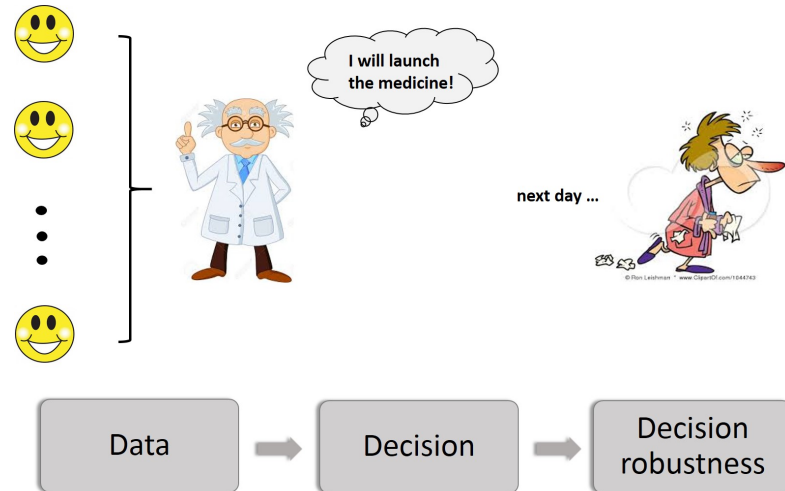 I will launch
the medicine!
next day ...
© Ron Leishman * www.ClipartOf.com/1044743
Data
Decision
Decision
robustness